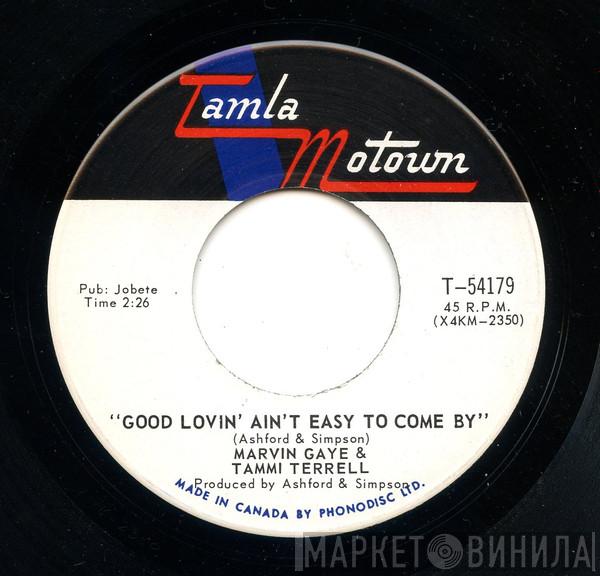 Tamla
Motown
Pub: Jobete
Time 2:26
T-54179
45 R.P.M.
(X4KM-2350)
"GOOD LOVIN' AIN'T EASY TO COME BY"
(Ashford & Simpson)
MARVIN GAYE &
TAMMI TERRELL
Produced by Ashford & Simpson
MADE IN CANADA BY PHONODISC LTD.
МАРКЕТ ВИНИЛА